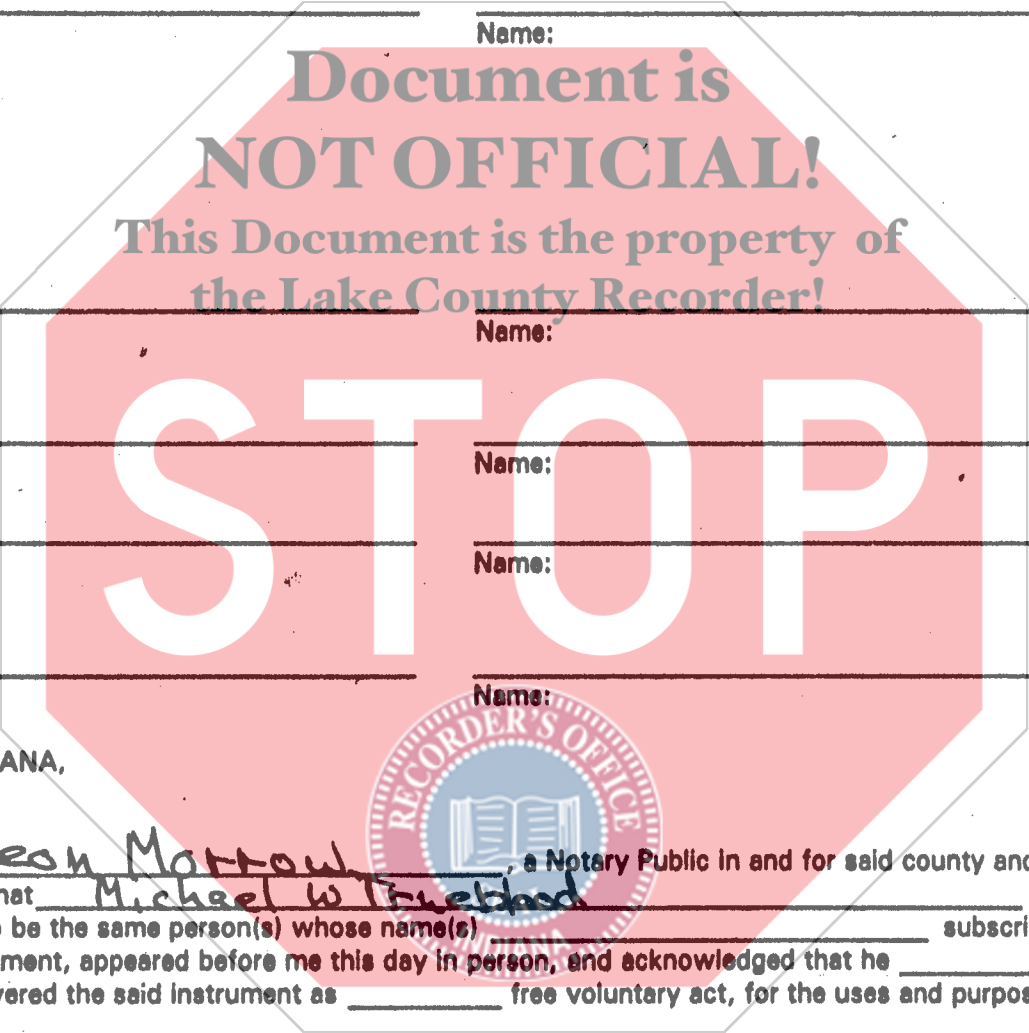 Name:
Document is
NOT OFFICIAL!
This Document is the property of
the Lake County Recorder!
Name:
STOP
Name:
Name:
Name:
RECORDER'S OFFICE
ANA,
eon Morrow, a Notary Public in and for said county and
hat Michael W Trueblood
be the same person(s) whose name(s) subscri
INDIANA
ment, appeared before me this day in person, and acknowledged that he
vered the said instrument as free voluntary act, for the uses and purpos